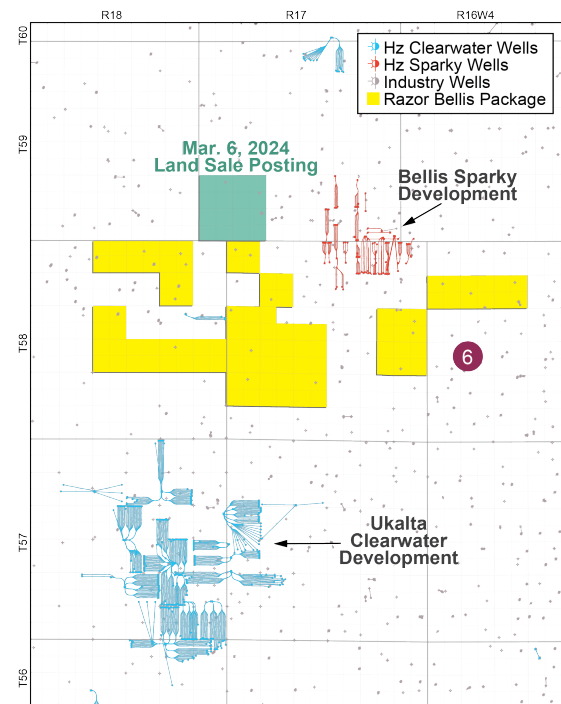 R18
R17
R16W4
T60
T59
T58
T57
T56
Hz Clearwater Wells
Hz Sparky Wells
Industry Wells
Razor Bellis Package
Mar. 6, 2024
Land Sale Posting
Bellis Sparky
Development
6
Ukalta
Clearwater
Development